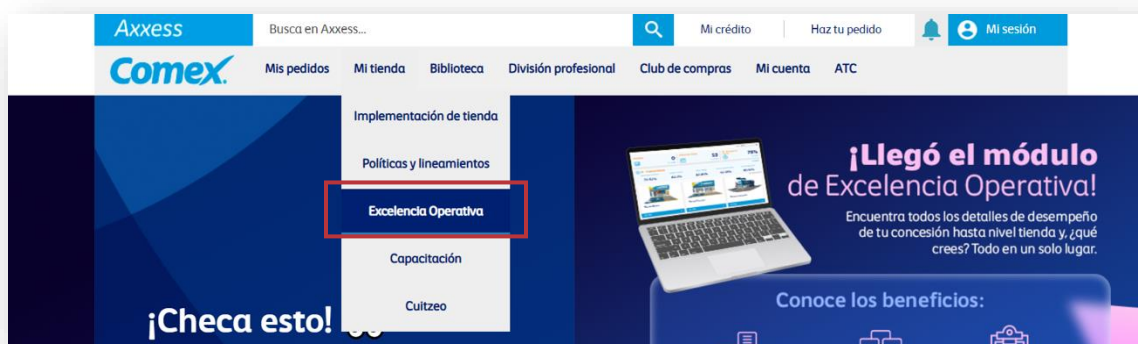 Axxess
Busca en Axxess...
Mi crédito
Haz tu pedido
Mi sesión
Comex.
Mis pedidos
Mi tienda
Biblioteca
División profesional
Club de compras
Mi cuenta
ATC
Implementación de tienda
Políticas y lineamientos
Excelencia Operativa
Capacitación
Cuitzeo
¡Checa esto!
¡Llegó el módulo
de Excelencia Operativa!
Encuentra todos los detalles de desempeño
de tu concesión hasta nivel tienda y, ¿qué
crees? Todo en un solo lugar.
Conoce los beneficios: